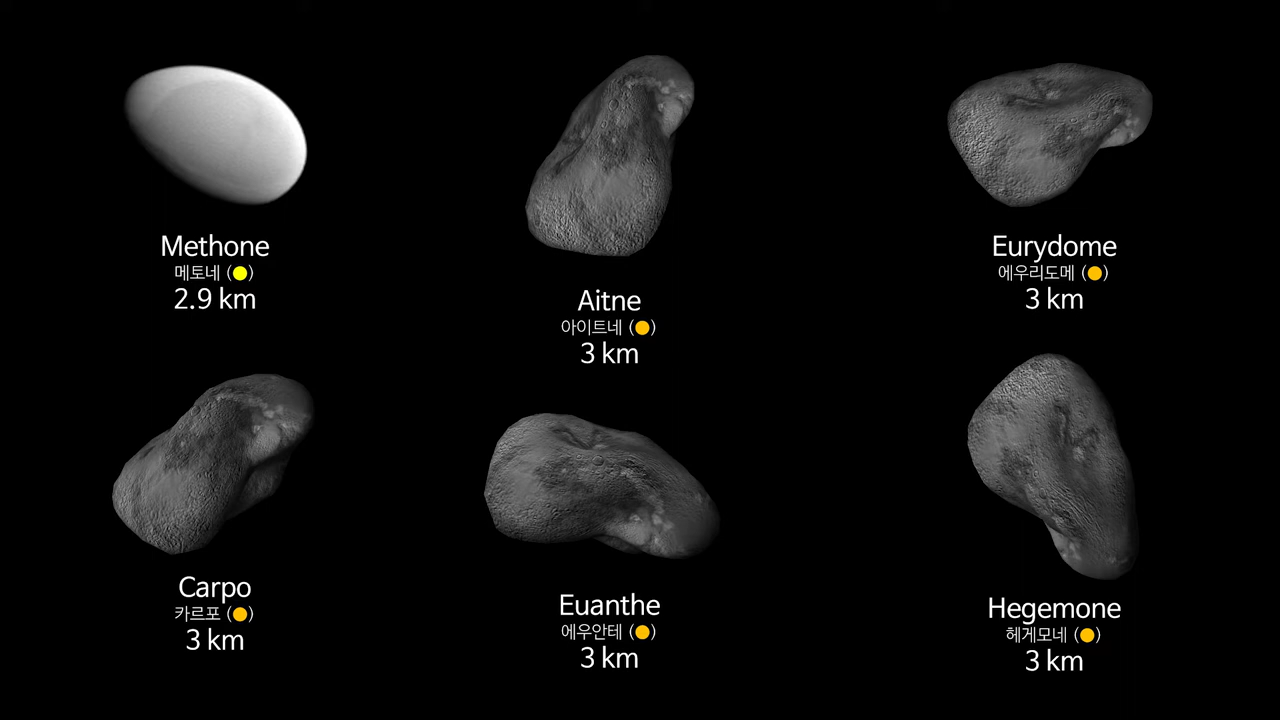 Methone
메토네 (●)
2.9 km
Aitne
아이트네 (●)
3 km
Eurydome
에우리도메 (●)
3 km
Carpo
카르포 (●)
3 km
Euanthe
에우안테 (●)
3 km
Hegemone
헤게모네 (●)
3 km